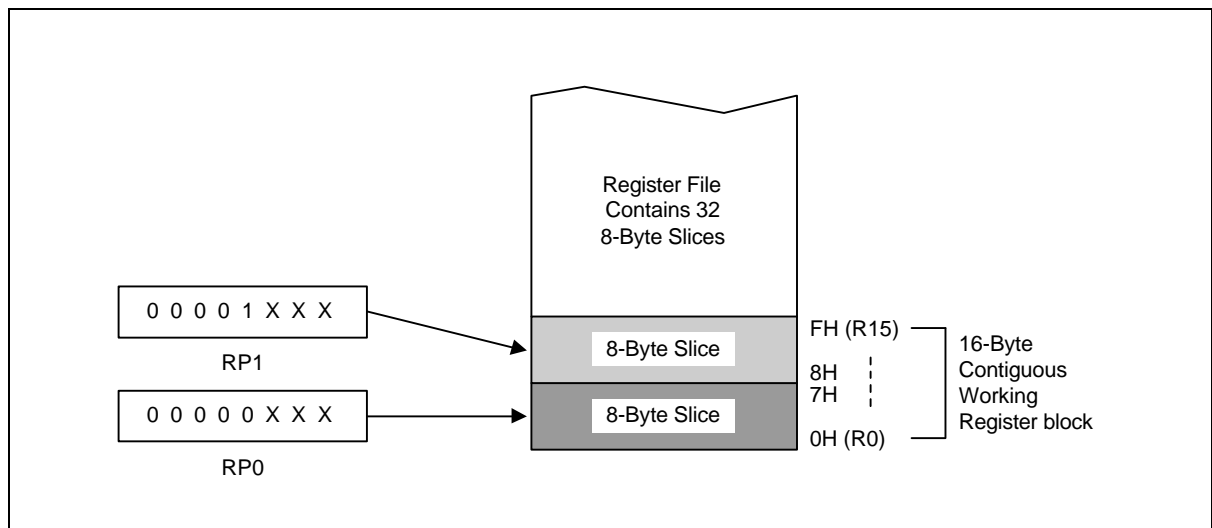 Register File
Contains 32
8-Byte Slices
0 0 0 0 1 X X X
RP1
8-Byte Slice
FH (R15)
8H
7H
16-Byte
Contiguous
Working
Register block
0 0 0 0 0 X X X
RP0
8-Byte Slice
0H (R0)